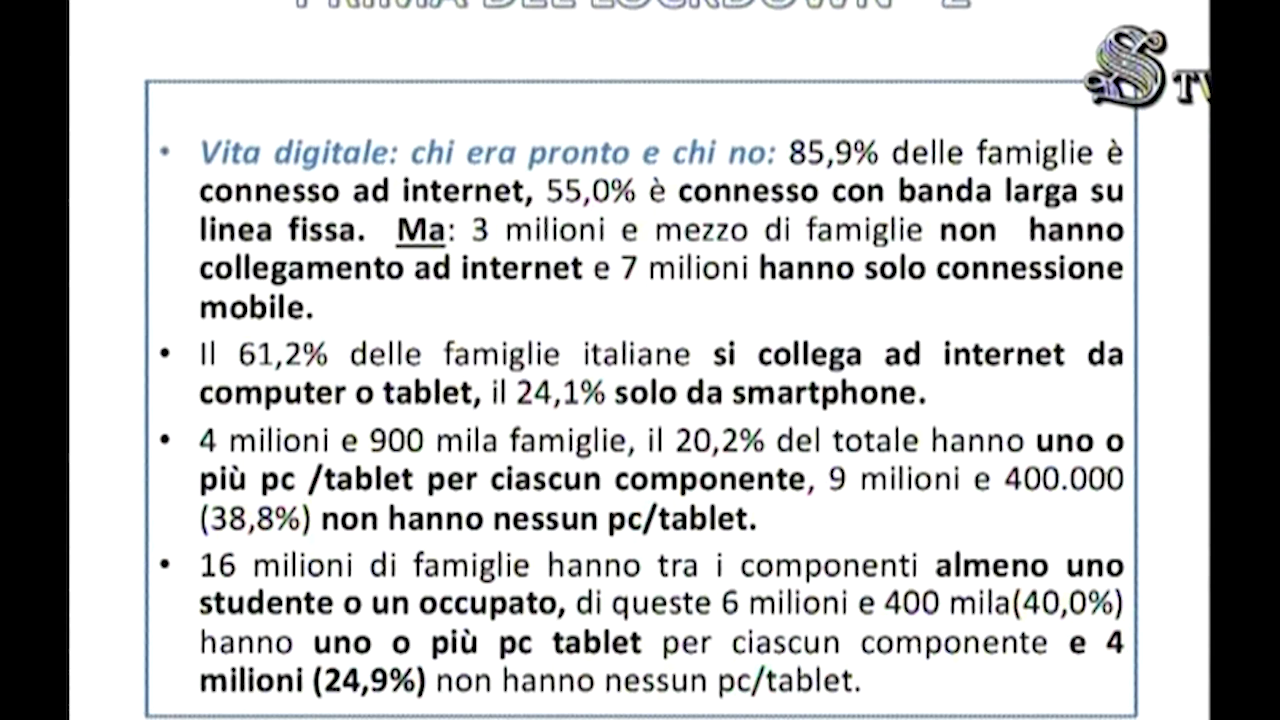 PRIMA DEL LOCKDOWN - 2
S TV
• Vita digitale: chi era pronto e chi no: 85,9% delle famiglie è
connesso ad internet, 55,0% è connesso con banda larga su
linea fissa. Ma: 3 milioni e mezzo di famiglie non hanno
collegamento ad internet e 7 milioni hanno solo connessione
mobile.
• Il 61,2% delle famiglie italiane si collega ad internet da
computer o tablet, il 24,1% solo da smartphone.
• 4 milioni e 900 mila famiglie, il 20,2% del totale hanno uno o
più pc /tablet per ciascun componente, 9 milioni e 400.000
(38,8%) non hanno nessun pc/tablet.
• 16 milioni di famiglie hanno tra i componenti almeno uno
studente o un occupato, di queste 6 milioni e 400 mila(40,0%)
hanno uno o più pc tablet per ciascun componente e 4
milioni (24,9%) non hanno nessun pc/tablet.